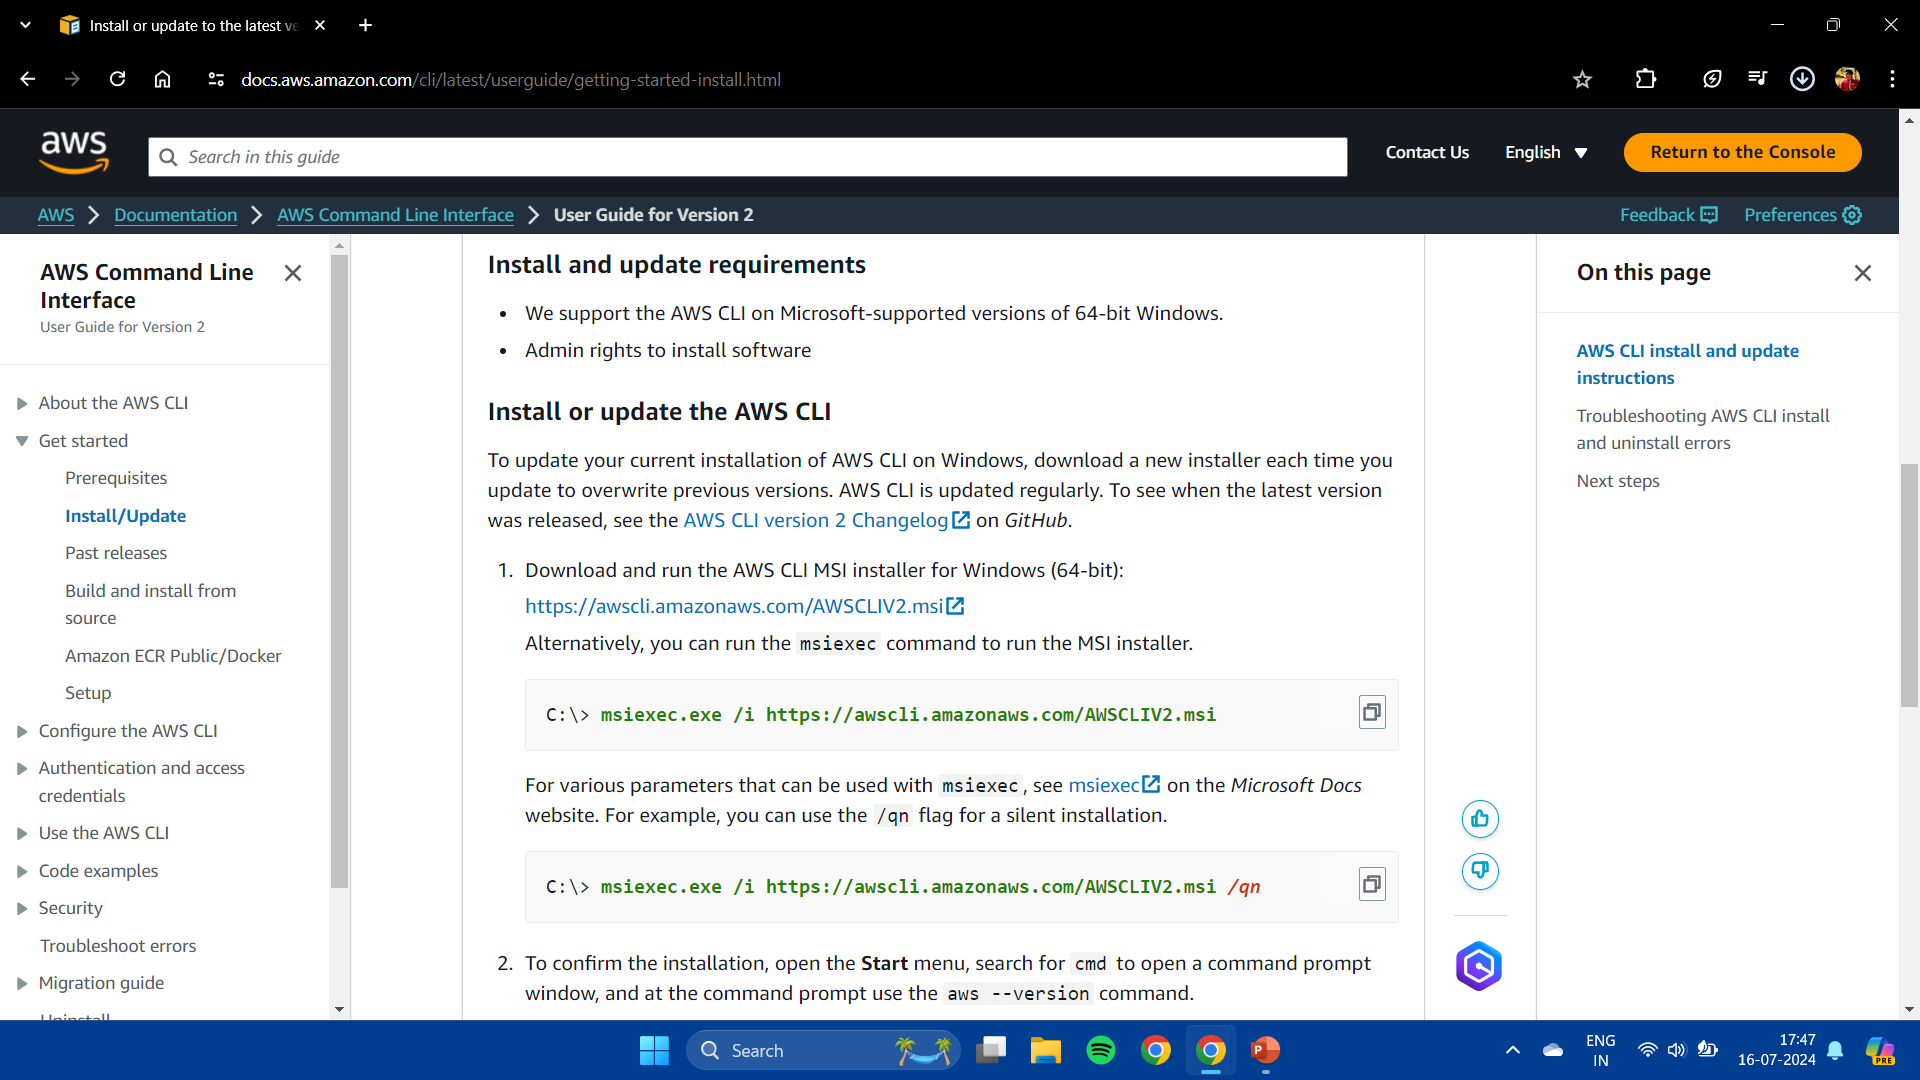 Install or update to the latest ve
docs.aws.amazon.com/cli/latest/userguide/getting-started-install.html
aws
Search in this guide
Contact Us
English
Return to the Console
AWS
Documentation
AWS Command Line Interface
User Guide for Version 2
Feedback
Preferences
AWS Command Line
Interface
User Guide for Version 2
About the AWS CLI
Get started
Prerequisites
Install/Update
Past releases
Build and install from
source
Amazon ECR Public/Docker
Setup
Configure the AWS CLI
Authentication and access
credentials
Use the AWS CLI
Code examples
Security
Troubleshoot errors
Migration guide
Uninstall
Install and update requirements
• We support the AWS CLI on Microsoft-supported versions of 64-bit Windows.
• Admin rights to install software
Install or update the AWS CLI
To update your current installation of AWS CLI on Windows, download a new installer each time you
update to overwrite previous versions. AWS CLI is updated regularly. To see when the latest version
was released, see the AWS CLI version 2 Changelog on GitHub.
1. Download and run the AWS CLI MSI installer for Windows (64-bit):
https://awscli.amazonaws.com/AWSCLIV2.msi
Alternatively, you can run the msiexec command to run the MSI installer.
C:\> msiexec.exe /i https://awscli.amazonaws.com/AWSCLIV2.msi
For various parameters that can be used with msiexec, see msiexec on the Microsoft Docs
website. For example, you can use the /qn flag for a silent installation.
C:\> msiexec.exe /i https://awscli.amazonaws.com/AWSCLIV2.msi /qn
2. To confirm the installation, open the Start menu, search for cmd to open a command prompt
window, and at the command prompt use the aws --version command.
On this page
AWS CLI install and update
instructions
Troubleshooting AWS CLI install
and uninstall errors
Next steps
Search
P
ENG
IN
17:47
16-07-2024
PRE